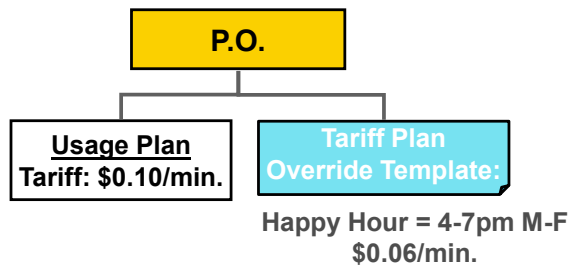 P.O.
Usage Plan
Tariff: $0.10/min.
Tariff Plan
Override Template:
Happy Hour = 4-7pm M-F
$0.06/min.